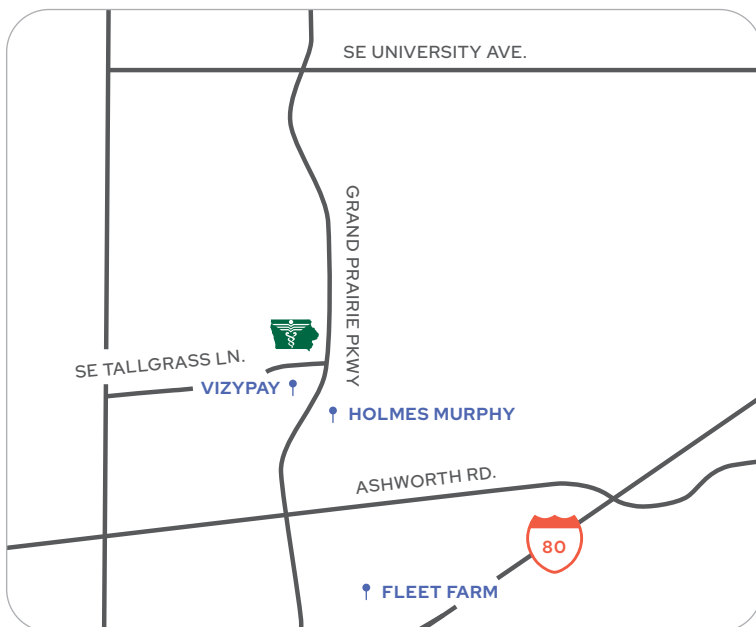 SE UNIVERSITY AVE.
GRAND PRAIRIE PKWY
SE TALLGRASS LN.
VIZYPAY
HOLMES MURPHY
ASHWORTH RD.
80
FLEET FARM